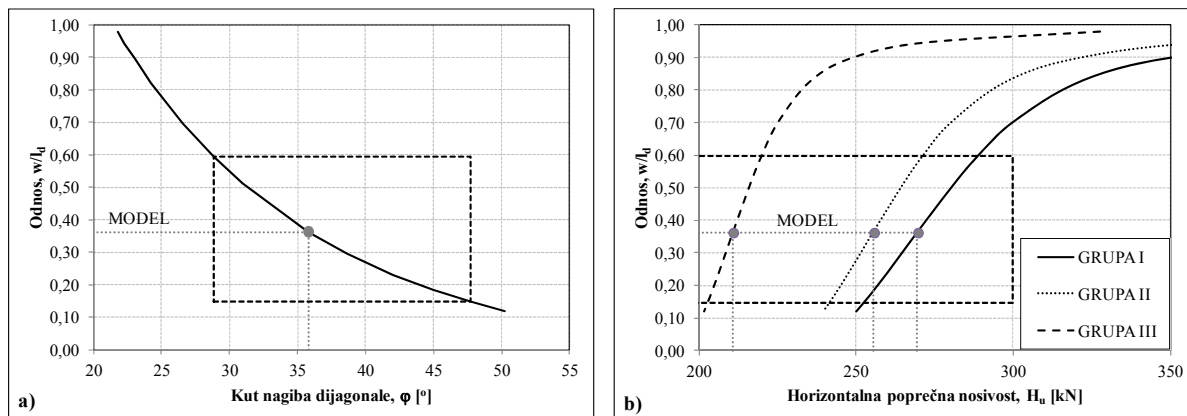 1,00
0,90
0,80
0,70
0,60
0,50
0,40
0,30
0,20
0,10
0,00
Odnos, w/ld
MODEL
20 25 30 35 40 45 50 55
Kut nagiba dijagonale, φ [°]
a)
1,00
0,90
0,80
0,70
0,60
0,50
0,40
0,30
0,20
0,10
0,00
Odnos, w/ld
MODEL
GRUPA I
GRUPA II
GRUPA III
200 250 300 350
Horizontalna poprečna nosivost, Hu [kN]
b)